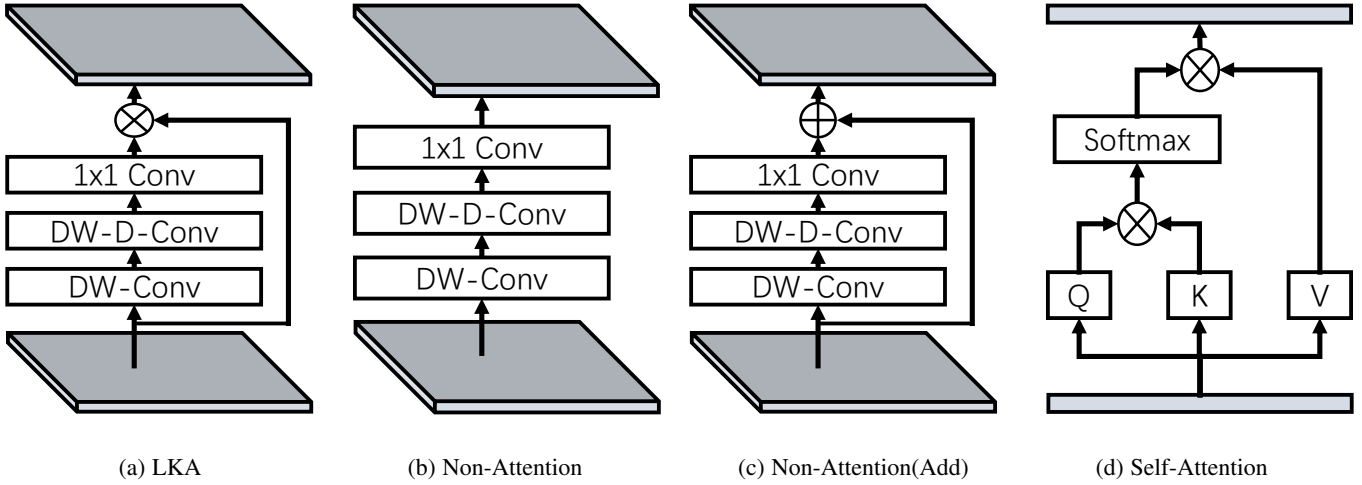 1x1 Conv
DW-D-Conv
DW-Conv
(a) LKA
1x1 Conv
DW-D-Conv
DW-Conv
(b) Non-Attention
1x1 Conv
DW-D-Conv
DW-Conv
(c) Non-Attention(Add)
Softmax
Q K V
(d) Self-Attention